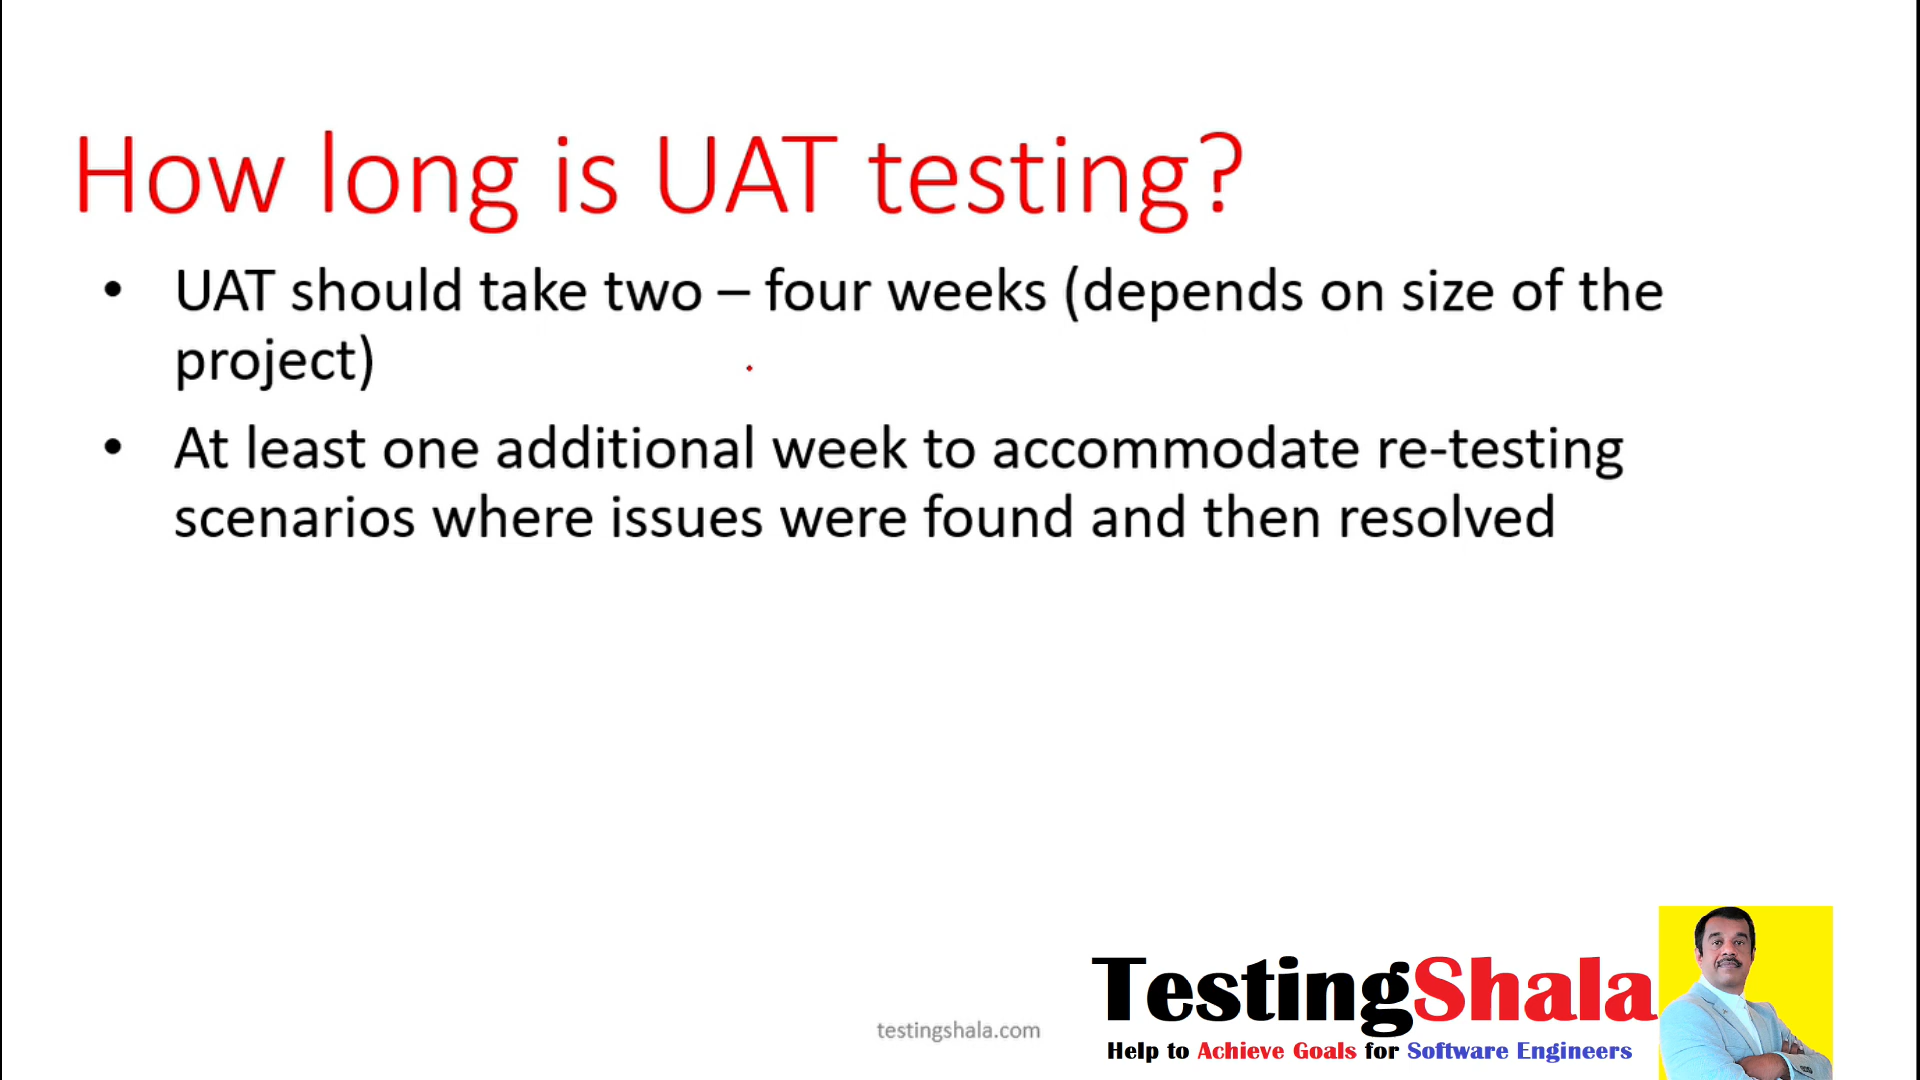 How long is UAT testing?
• UAT should take two – four weeks (depends on size of the
project)
• At least one additional week to accommodate re-testing
scenarios where issues were found and then resolved
testingshala.com
TestingShala
Help to Achieve Goals for Software Engineers